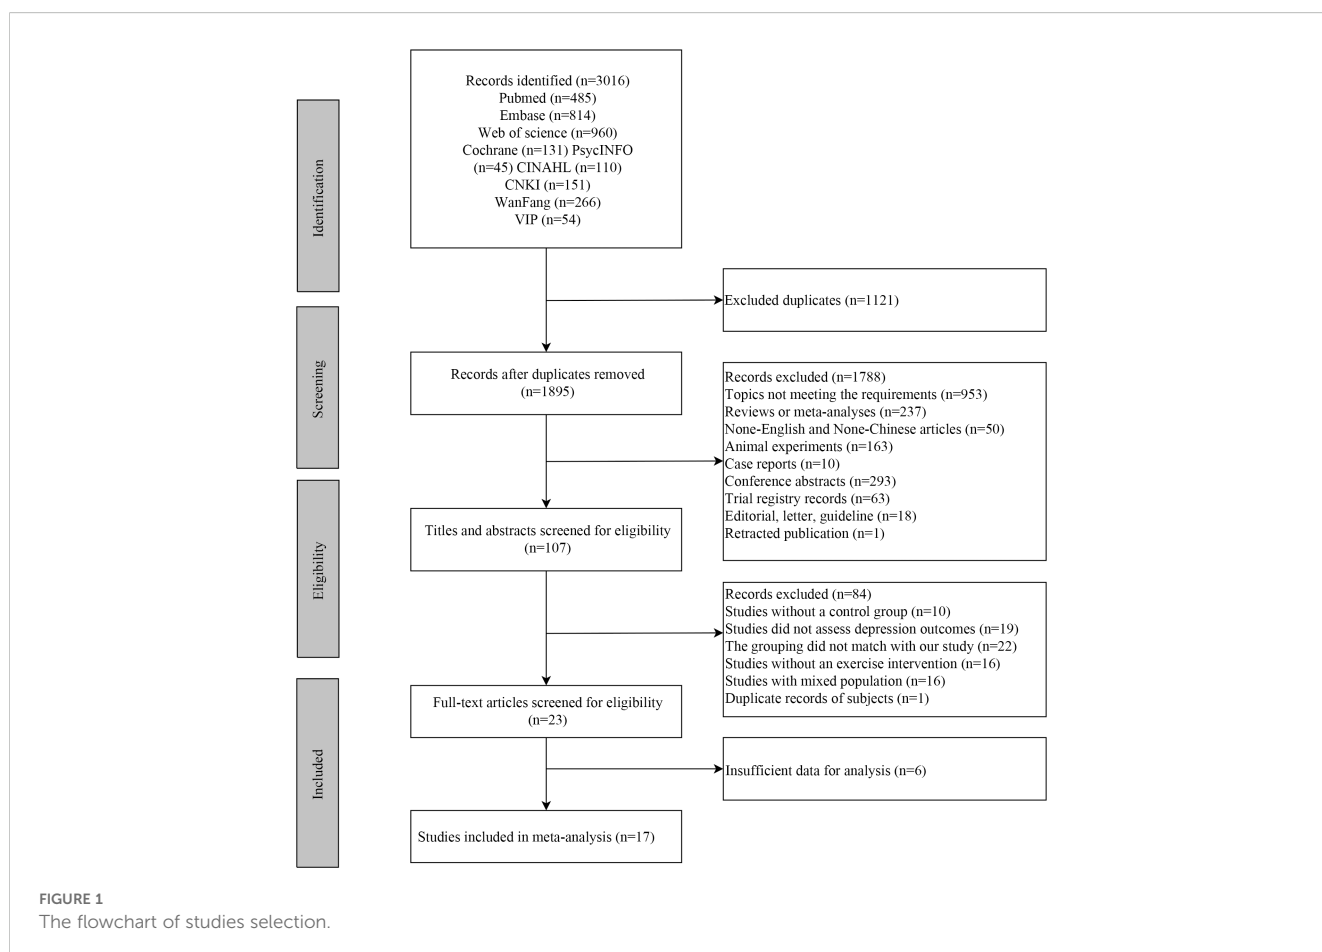 Records identified (n=3016)
Pubmed (n=485)
Embase (n=814)
Web of science (n=960)
Cochrane (n=131) PsycINFO
(n=45) CINAHL (n=110)
CNKI (n=151)
WanFang (n=266)
VIP (n=54)
Identification
Excluded duplicates (n=1121)
Screening
Records after duplicates removed
(n=1895)
Records excluded (n=1788)
Topics not meeting the requirements (n=953)
Reviews or meta-analyses (n=237)
None-English and None-Chinese articles (n=50)
Animal experiments (n=163)
Case reports (n=10)
Conference abstracts (n=293)
Trial registry records (n=63)
Editorial, letter, guideline (n=18)
Retracted publication (n=1)
Eligibility
Titles and abstracts screened for eligibility
(n=107)
Records excluded (n=84)
Studies without a control group (n=10)
Studies did not assess depression outcomes (n=19)
The grouping did not match with our study (n=22)
Studies without an exercise intervention (n=16)
Studies with mixed population (n=16)
Duplicate records of subjects (n=1)
Full-text articles screened for eligibility
(n=23)
Included
Insufficient data for analysis (n=6)
Studies included in meta-analysis (n=17)
FIGURE 1
The flowchart of studies selection.